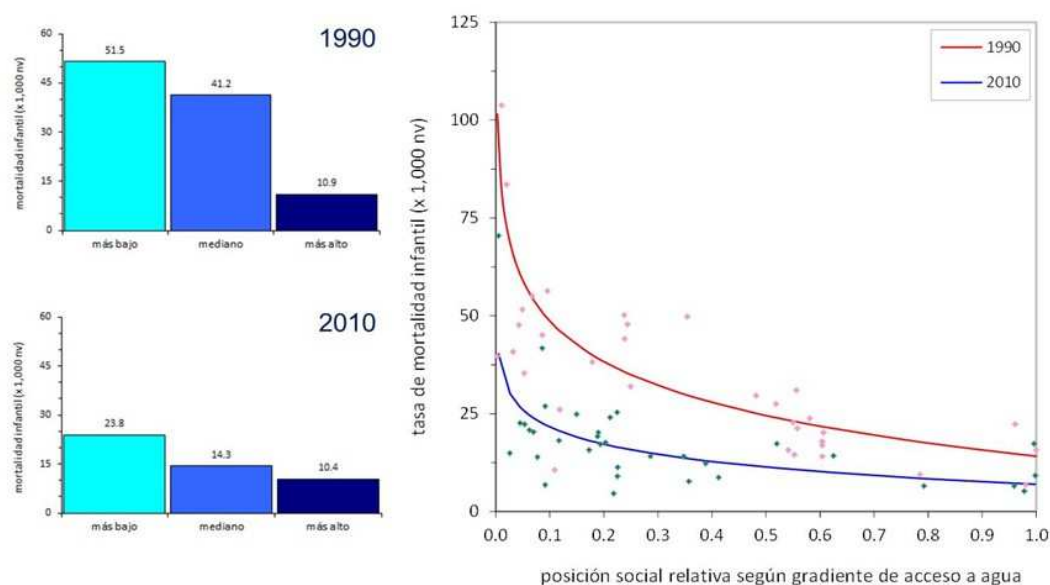 1990
mortalidad infantil (x 1,000 nv)
60
45
30
15
0
51.5
41.2
10.9
más bajo
mediano
más alto
2010
mortalidad infantil (x 1,000 nv)
60
45
30
15
0
23.8
14.3
10.4
más bajo
mediano
más alto
tasa de mortalidad infantil (x 1,000 nv)
125
100
75
50
25
0
1990
2010
0.0 0.1 0.2 0.3 0.4 0.5 0.6 0.7 0.8 0.9 1.0
posición social relativa según gradiente de acceso a agua